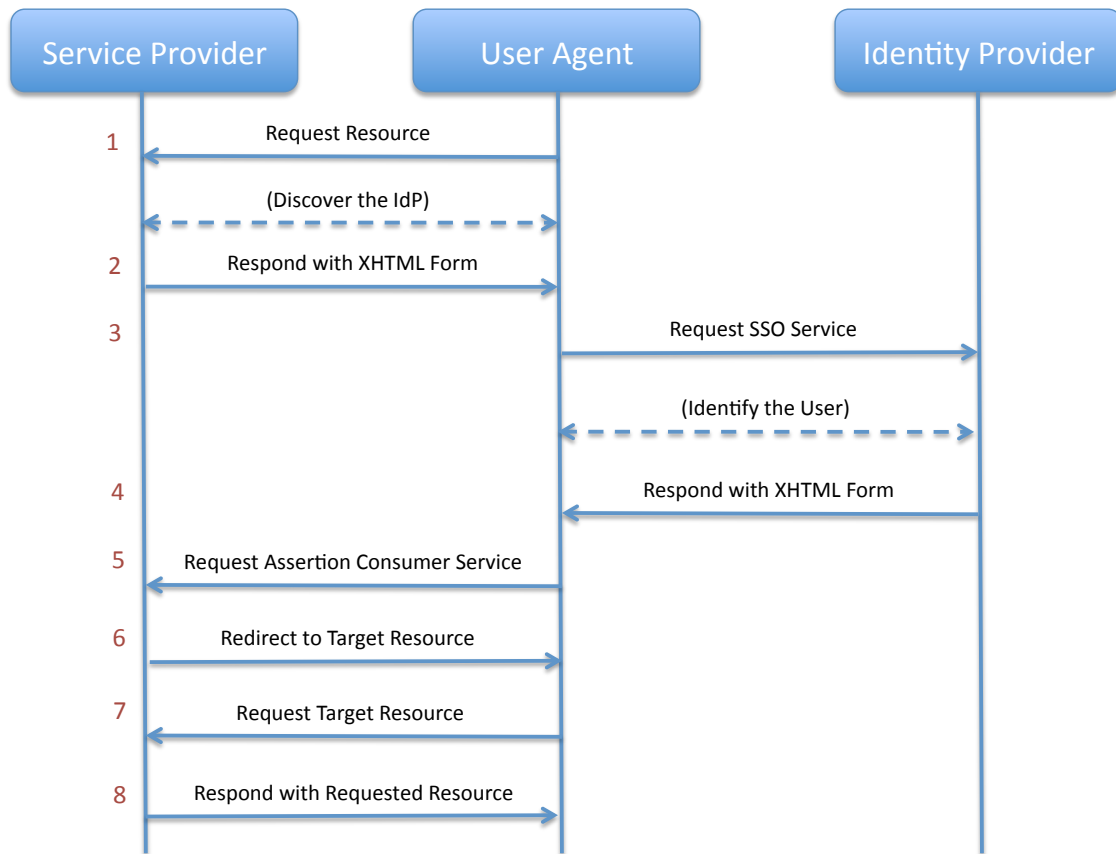 Service Provider
User Agent
Identity Provider
1
Request Resource
(Discover the IdP)
2
Respond with XHTML Form
3
Request SSO Service
(Identify the User)
4
Respond with XHTML Form
5
Request Assertion Consumer Service
6
Redirect to Target Resource
7
Request Target Resource
8
Respond with Requested Resource